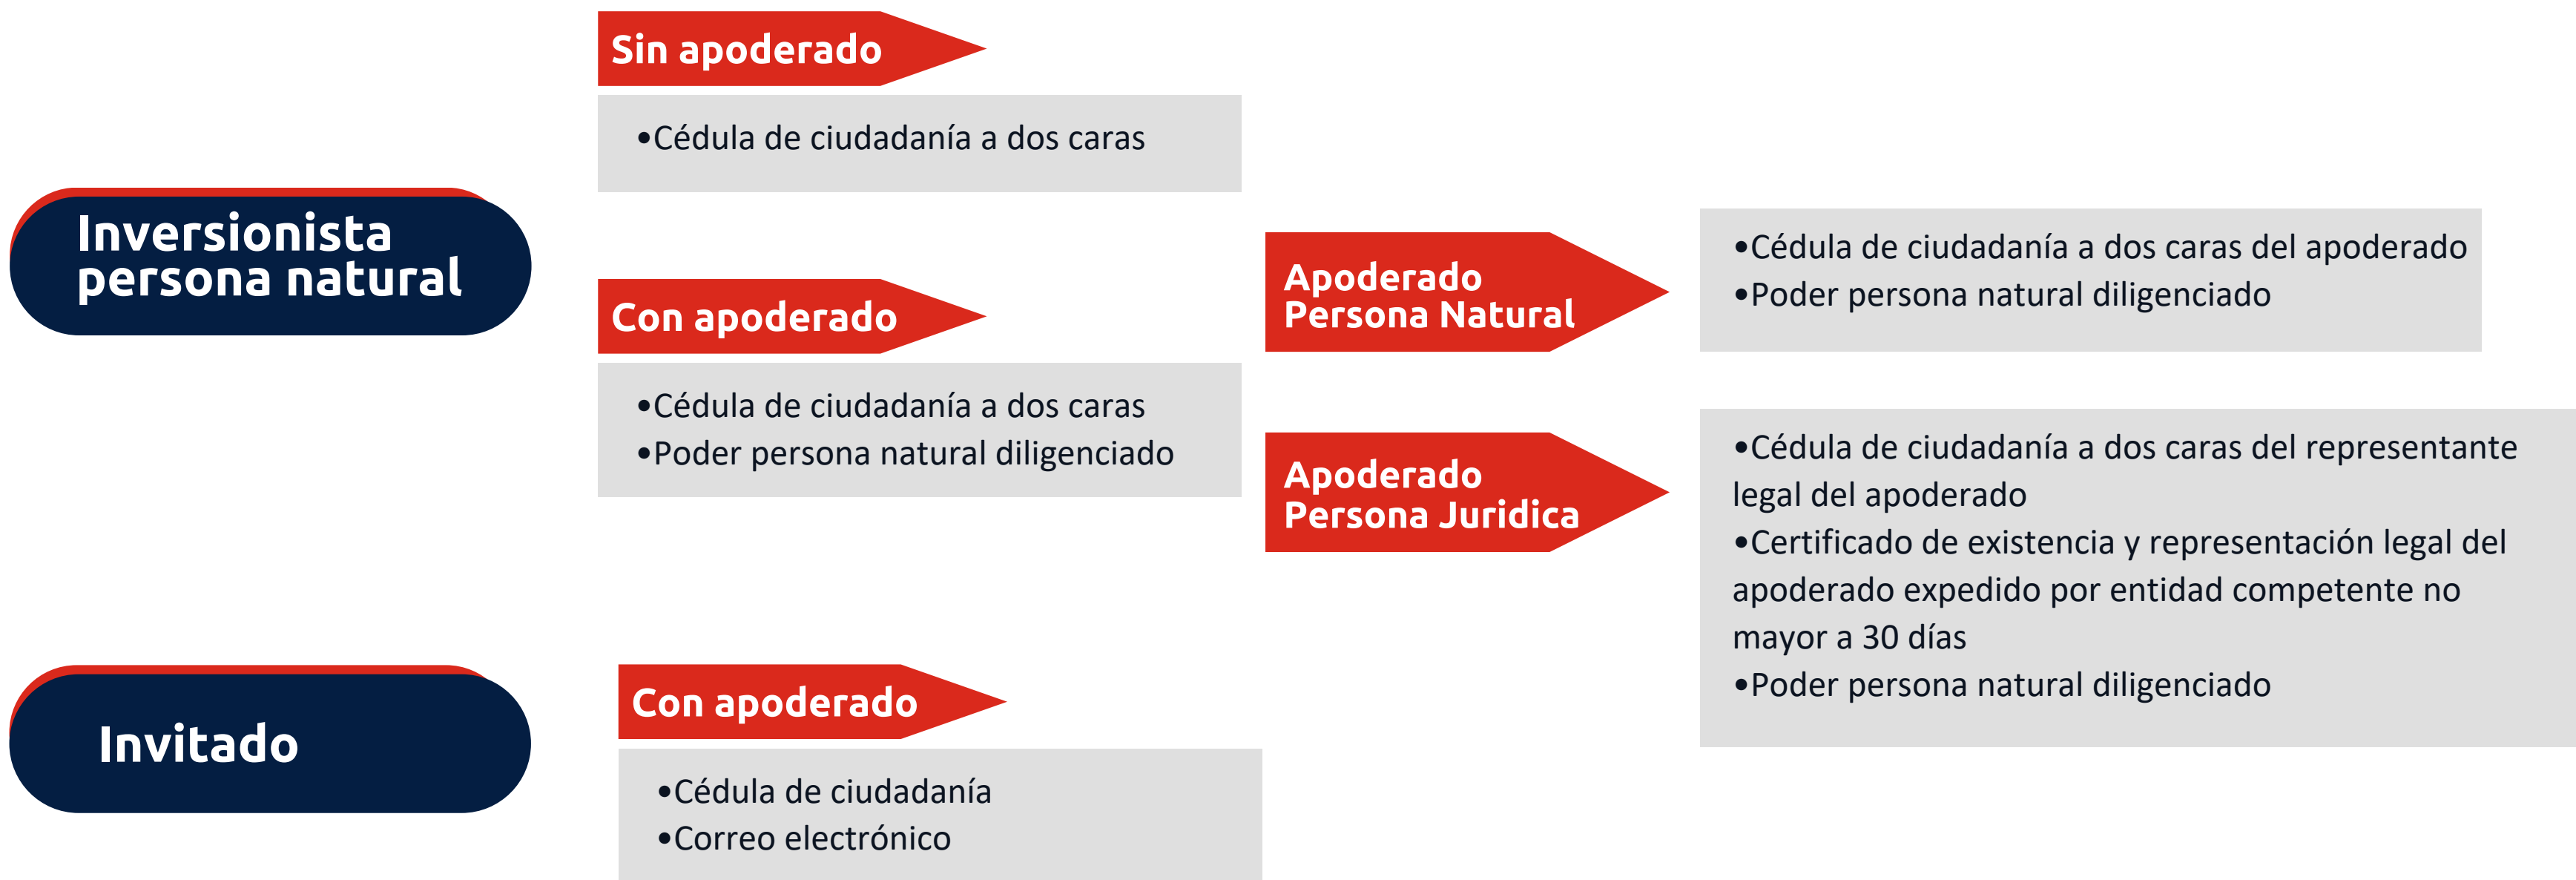 Sin apoderado
•Cédula de ciudadanía a dos caras
Inversionista
persona natural
Con apoderado
•Cédula de ciudadanía a dos caras
•Poder persona natural diligenciado
Apoderado
Persona Natural
•Cédula de ciudadanía a dos caras del apoderado
•Poder persona natural diligenciado
Apoderado
Persona Juridica
•Cédula de ciudadanía a dos caras del representante
legal del apoderado
•Certificado de existencia y representación legal del
apoderado expedido por entidad competente no
mayor a 30 días
•Poder persona natural diligenciado
Invitado
Con apoderado
•Cédula de ciudadanía
•Correo electrónico